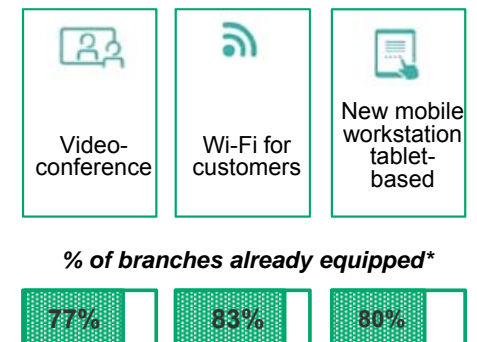 Video-
conference
Wi-Fi for
customers
New mobile
workstation
tablet-
based
% of branches already equipped*
77%
83%
80%